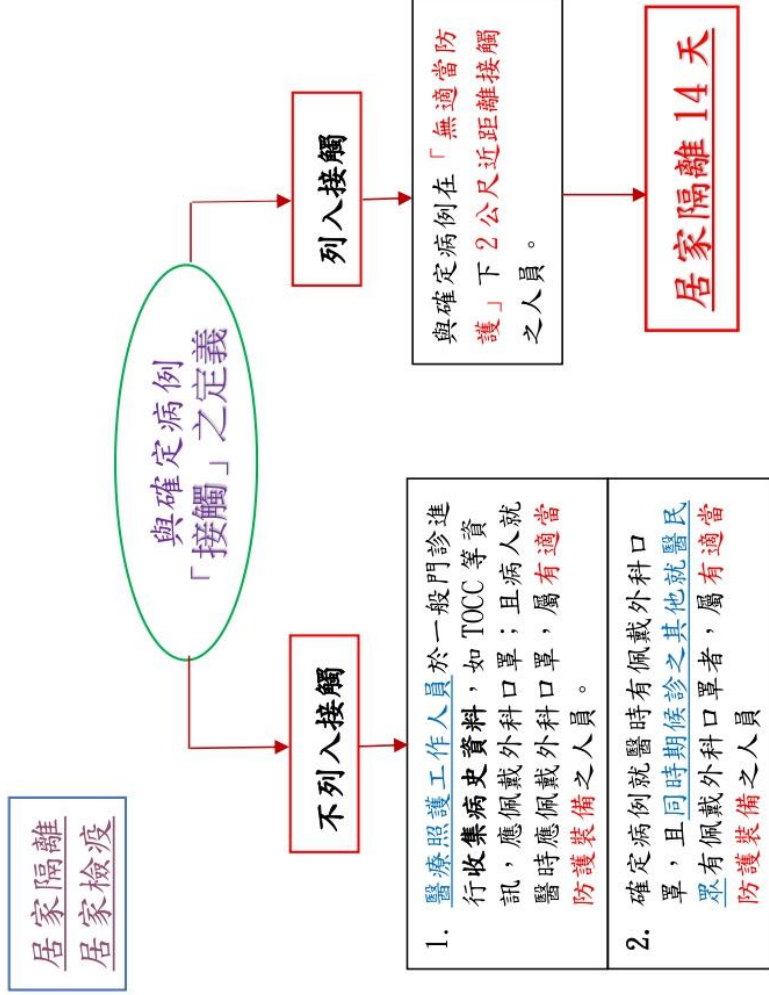 居家隔離
居家檢疫
與確定病例
「接觸」之定義
不列入接觸
1. 醫療照護工作人員於一般門診進
行收集病史資料，如 TOCC 等資
訊，應佩戴外科口罩；且病人就
醫時應佩戴外科口罩，屬有適當
防護裝備之人員。
2. 確定病例就醫時有佩戴外科口
罩，且同時期候診之其他就醫民
眾有佩戴外科口罩者，屬有適當
防護裝備之人員
列入接觸
與確定病例在「無適當防
護」下 2 公尺近距離接觸
之人員。
居家隔離 14 天